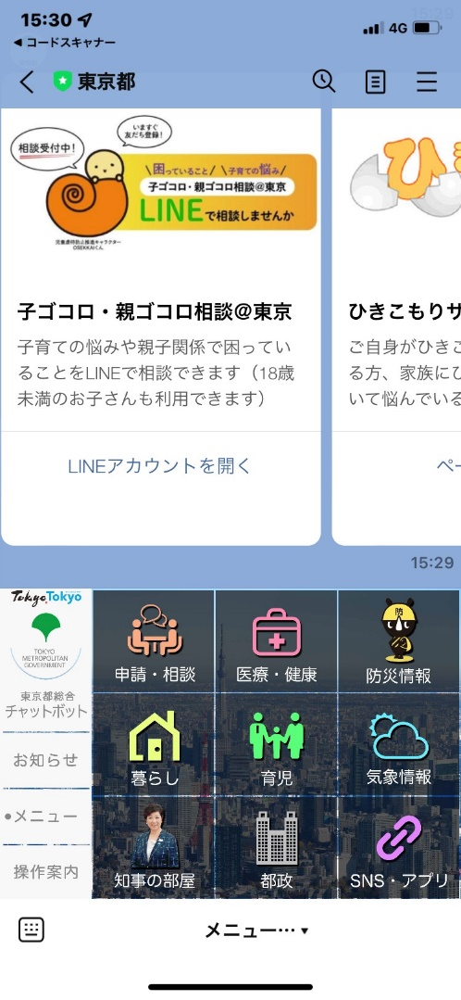 15:30
4G
◀ コードスキャナー
東京都
相談受付中!
いますぐ
友だち登録!
\困っていること/ \子育ての悩み/
子ゴコロ・親ゴコロ相談@東京
LINEで相談しませんか
児童虐待防止推進キャラクター
OSEKKAIくん
子ゴコロ・親ゴコロ相談@東京
子育ての悩みや親子関係で困ってい
ることをLINEで相談できます（18歳
未満のお子さんも利用できます）
LINEアカウントを開く
ひき
ひきこもりサ
ご自身がひきこ
る方、家族にひ
いて悩んでいる
ペー
15:29
Tokyo Tokyo
TOKYO
METROPOLITAN
GOVERNMENT
東京都総合
チャットボット
お知らせ
●メニュー
操作案内
申請・相談
医療・健康
防
防災情報
暮らし
育児
気象情報
知事の部屋
都政
SNS・アプリ
メニュー… ▼